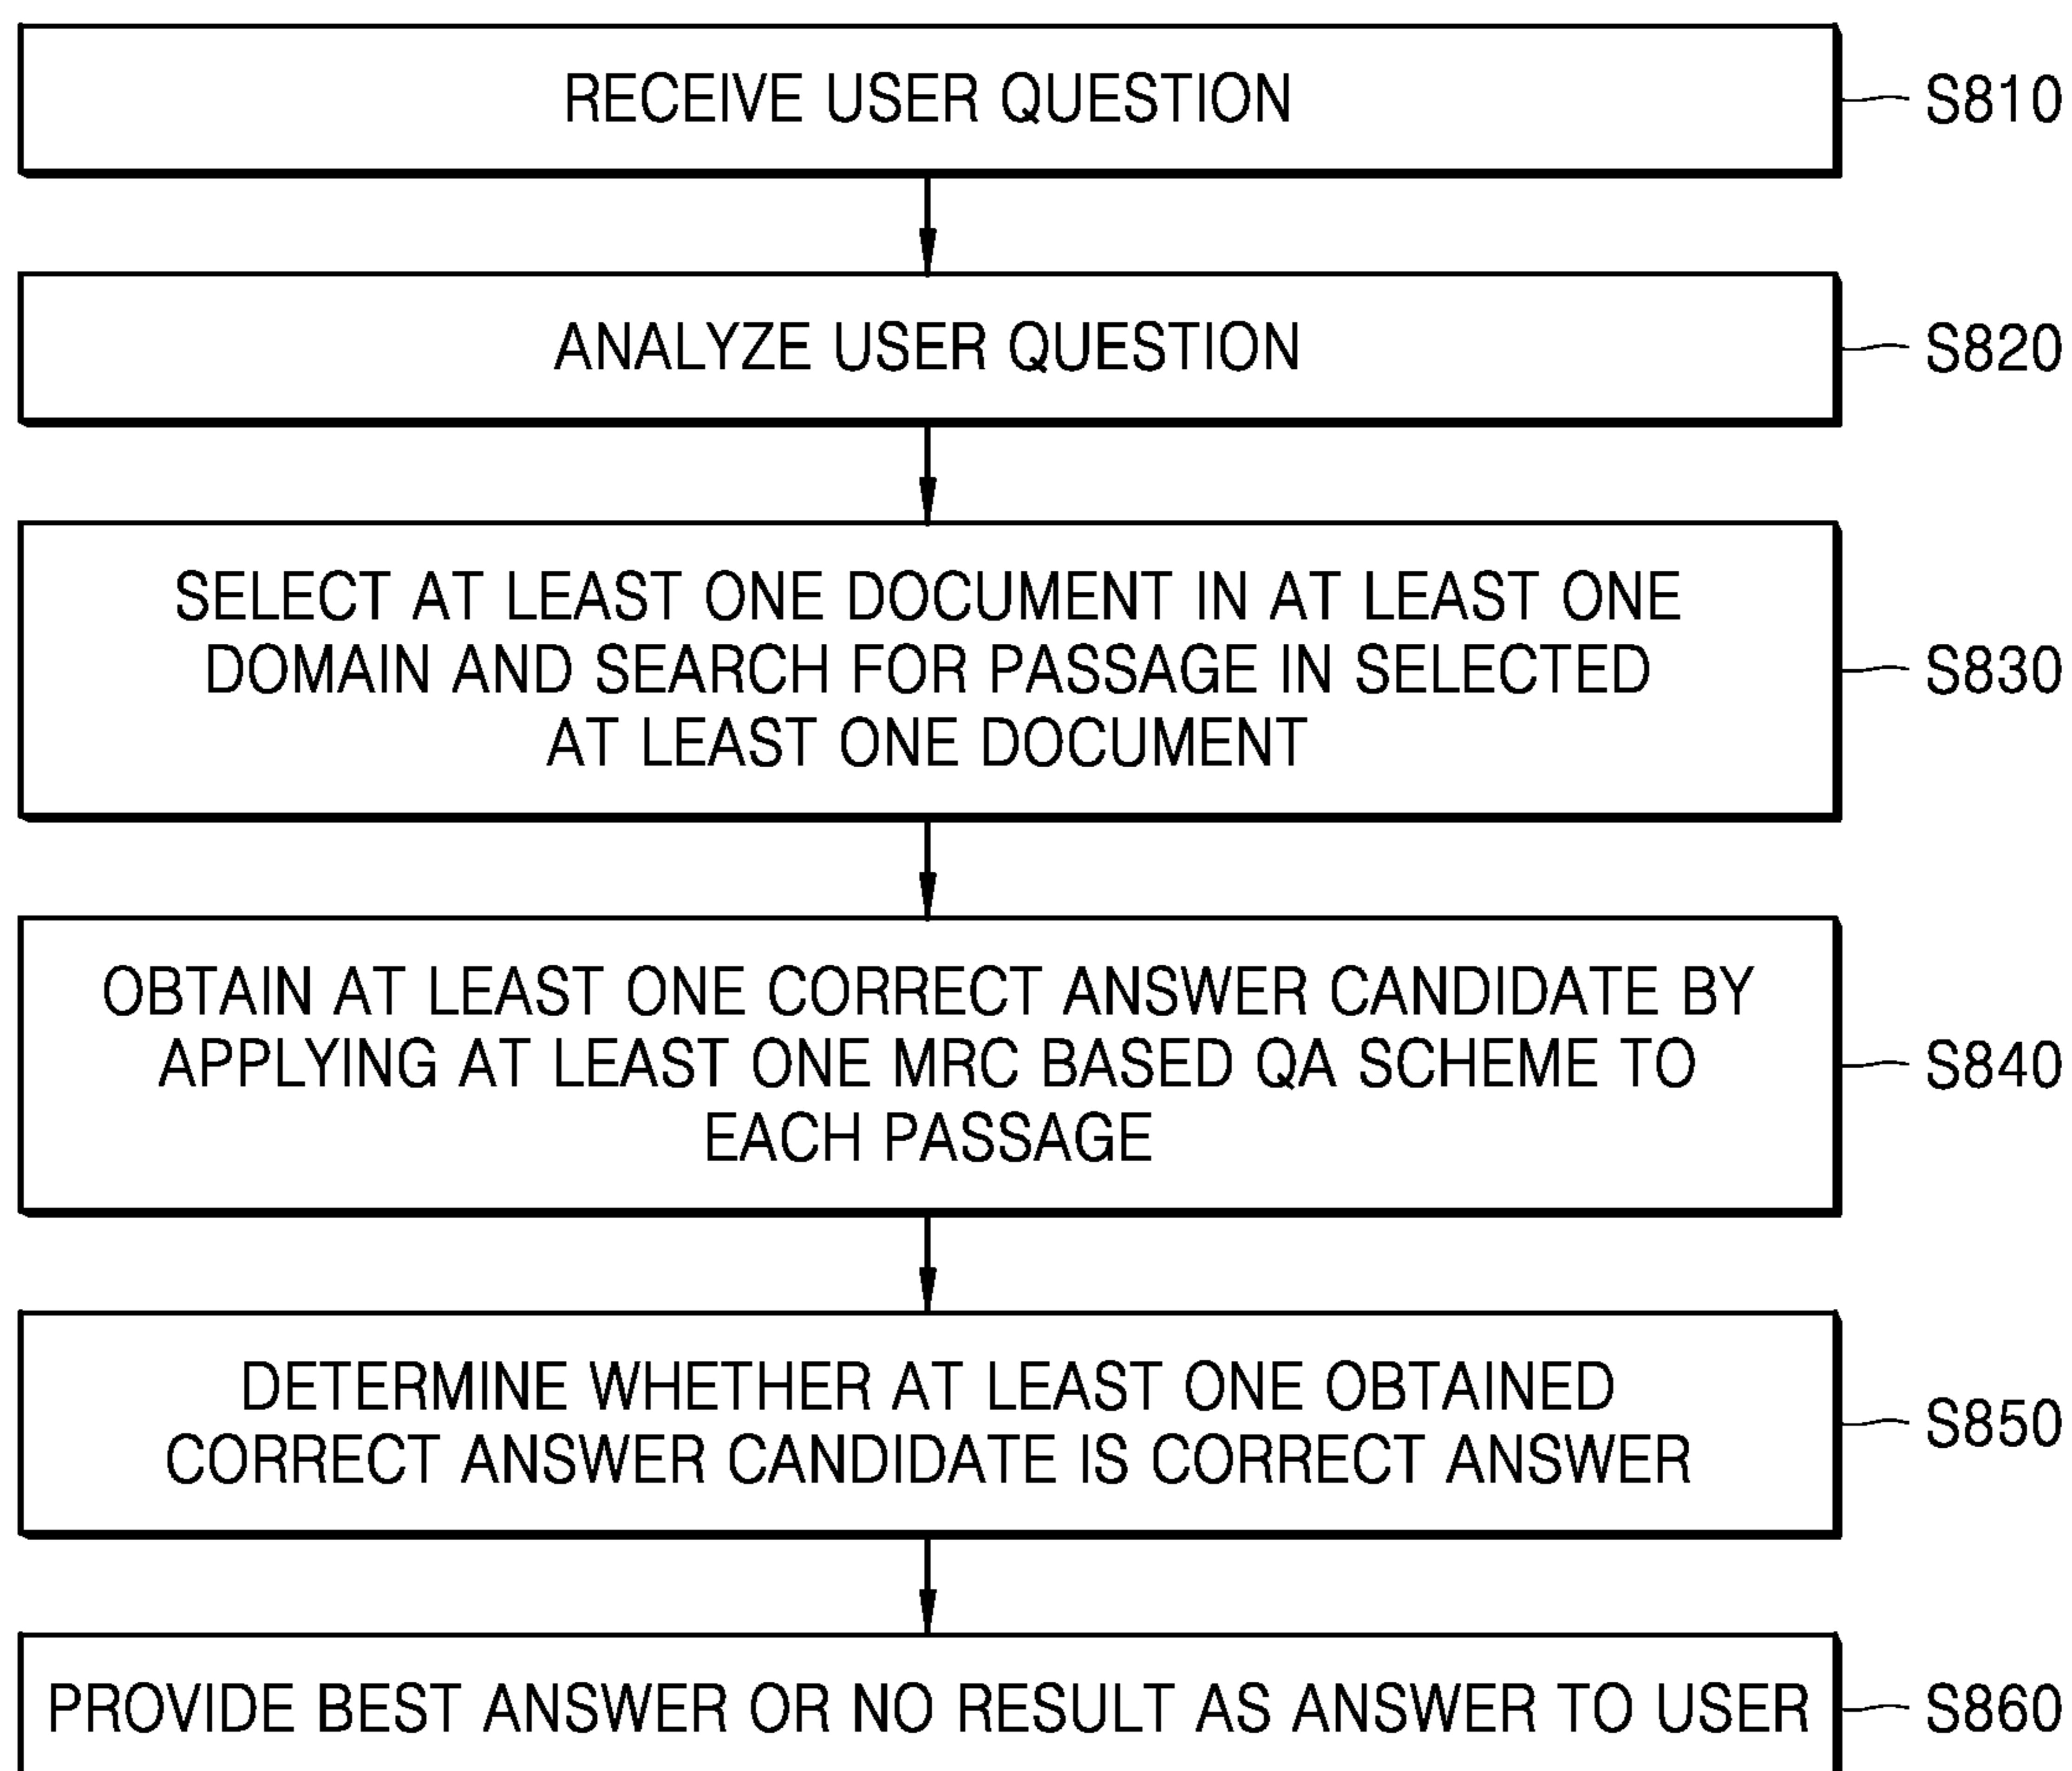 RECEIVE USER QUESTION
S810
ANALYZE USER QUESTION
S820
SELECT AT LEAST ONE DOCUMENT IN AT LEAST ONE
DOMAIN AND SEARCH FOR PASSAGE IN SELECTED
AT LEAST ONE DOCUMENT
S830
OBTAIN AT LEAST ONE CORRECT ANSWER CANDIDATE BY
APPLYING AT LEAST ONE MRC BASED QA SCHEME TO
EACH PASSAGE
S840
DETERMINE WHETHER AT LEAST ONE OBTAINED
CORRECT ANSWER CANDIDATE IS CORRECT ANSWER
S850
PROVIDE BEST ANSWER OR NO RESULT AS ANSWER TO USER
S860